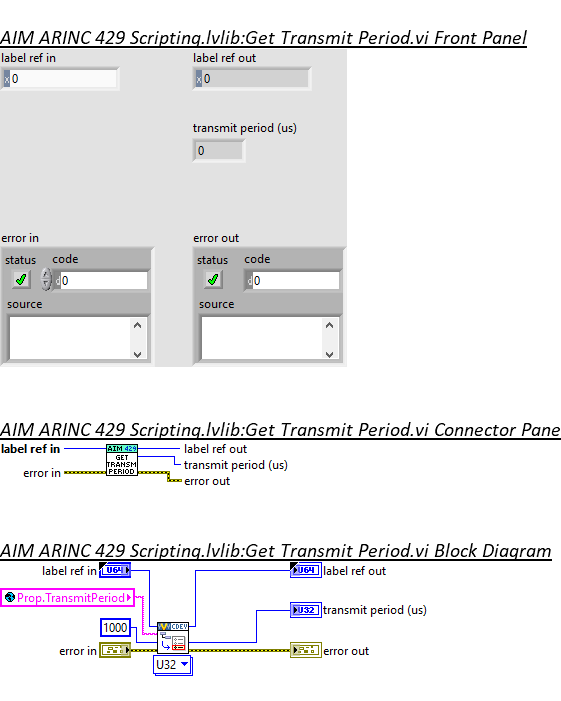 AIM ARINC 429 Scripting.lvlib:Get Transmit Period.vi Front Panel
label ref in label ref out
x 0 x 0
transmit period (us)
0
error in error out
status code status code
d 0 d 0
source source
AIM ARINC 429 Scripting.lvlib:Get Transmit Period.vi Connector Pane
label ref in AIM 429 label ref out
GET transmit period (us)
TRANSM
error in PERIOD error out
AIM ARINC 429 Scripting.lvlib:Get Transmit Period.vi Block Diagram
label ref in U64 U64 label ref out
Prop.TransmitPeriod
U32 transmit period (us)
1000 CDEV
error in error out
U32